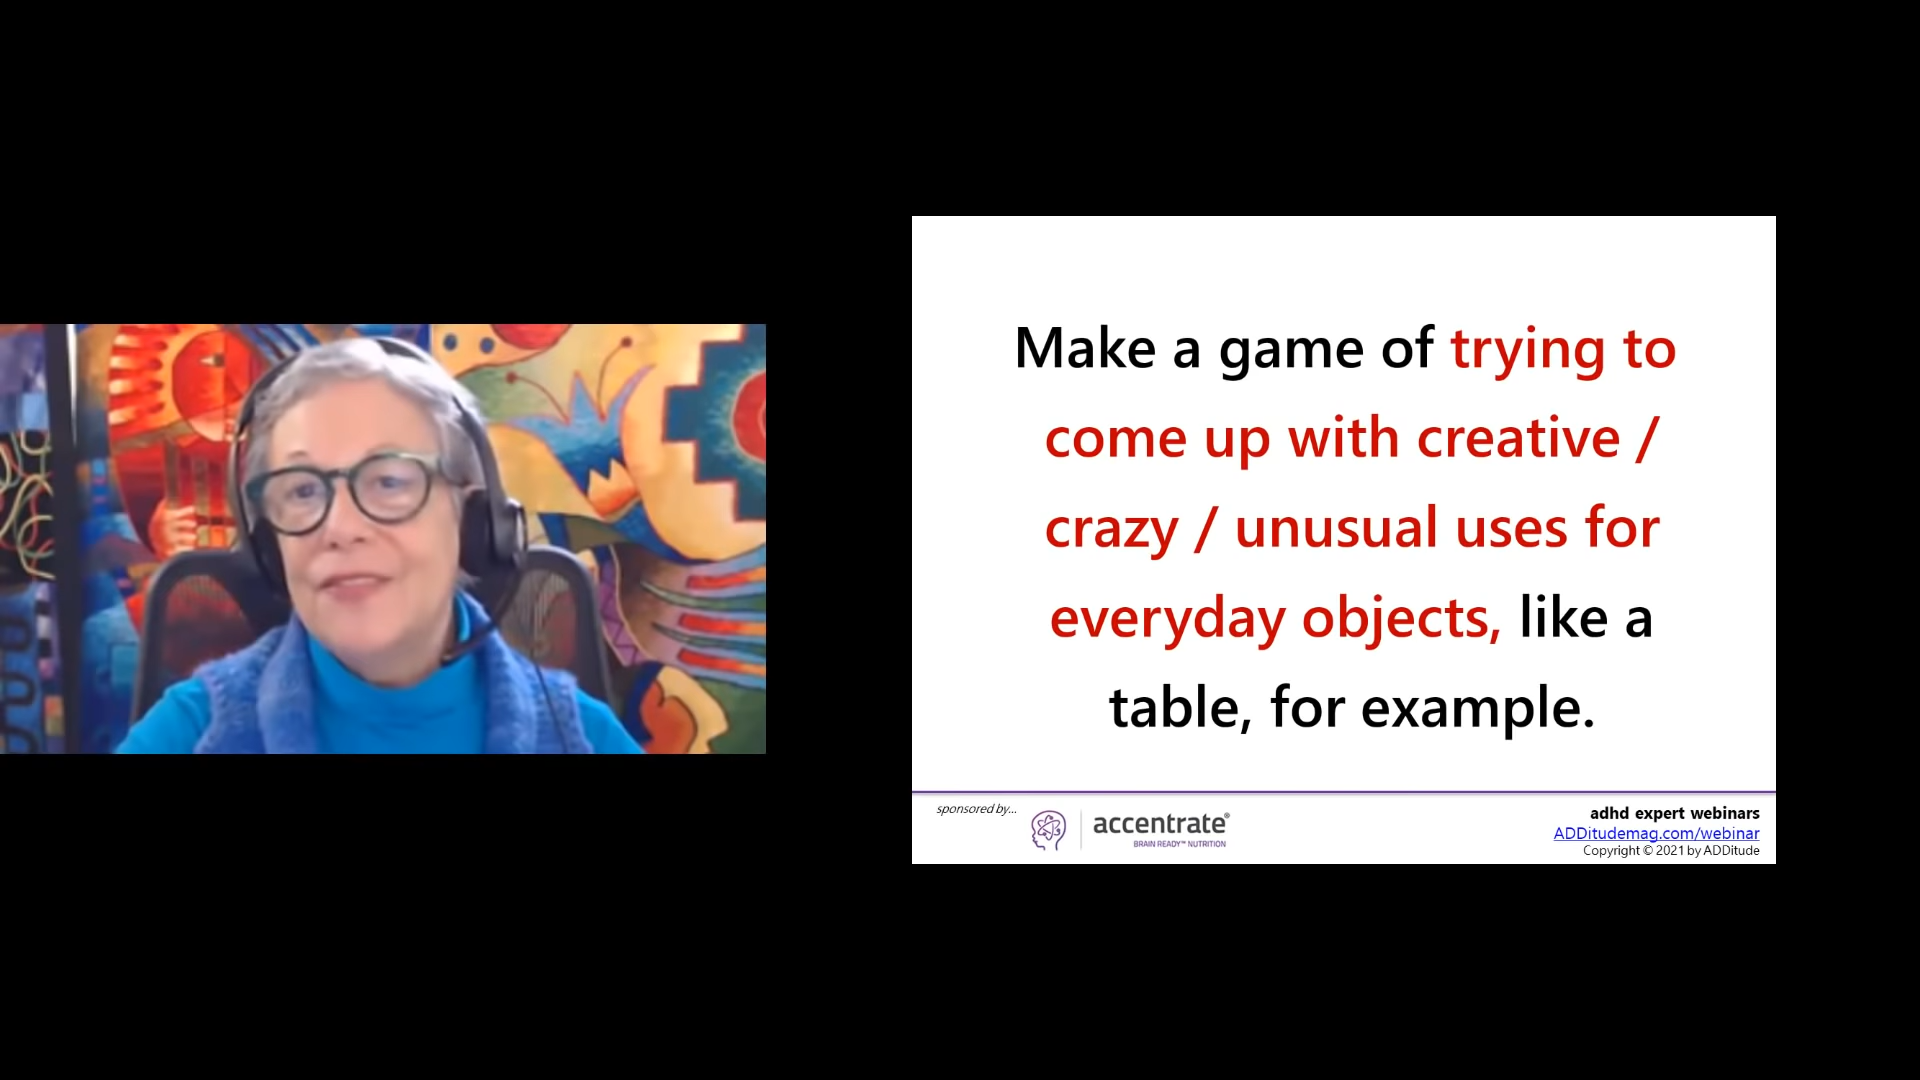 Make a game of trying to
come up with creative /
crazy / unusual uses for
everyday objects, like a
table, for example.
sponsored by...
accentrate®
BRAIN READY™ NUTRITION
adhd expert webinars
ADDitudemag.com/webinar
Copyright © 2021 by ADDitude